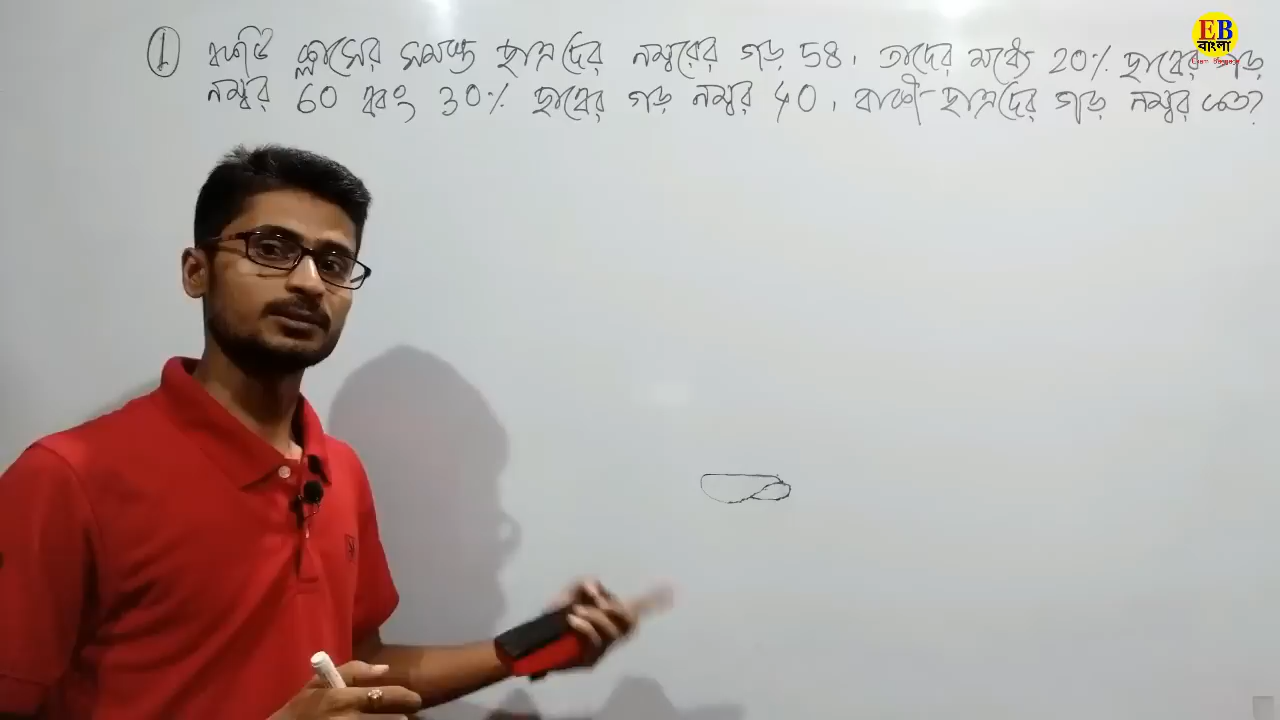 EB
বাংলা
① একটি ক্লাসের সমস্ত ছাত্রদের নম্বরের গড় 58। তাদের মধ্যে 20% ছাত্রের গড়
নম্বর 60 এবং 30% ছাত্রের গড় নম্বর 40। বাকী ছাত্রদের গড় নম্বর কত?